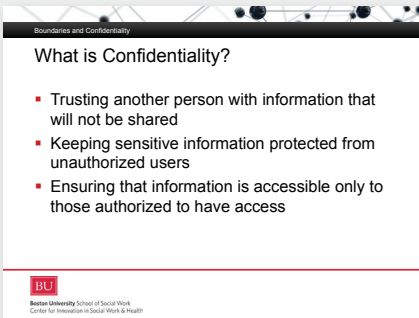 Boundaries and Confidentiality
What is Confidentiality?
▪ Trusting another person with information that
will not be shared
▪ Keeping sensitive information protected from
unauthorized users
▪ Ensuring that information is accessible only to
those authorized to have access
BU
Boston University School of Social Work
Center for Innovation in Social Work & Health